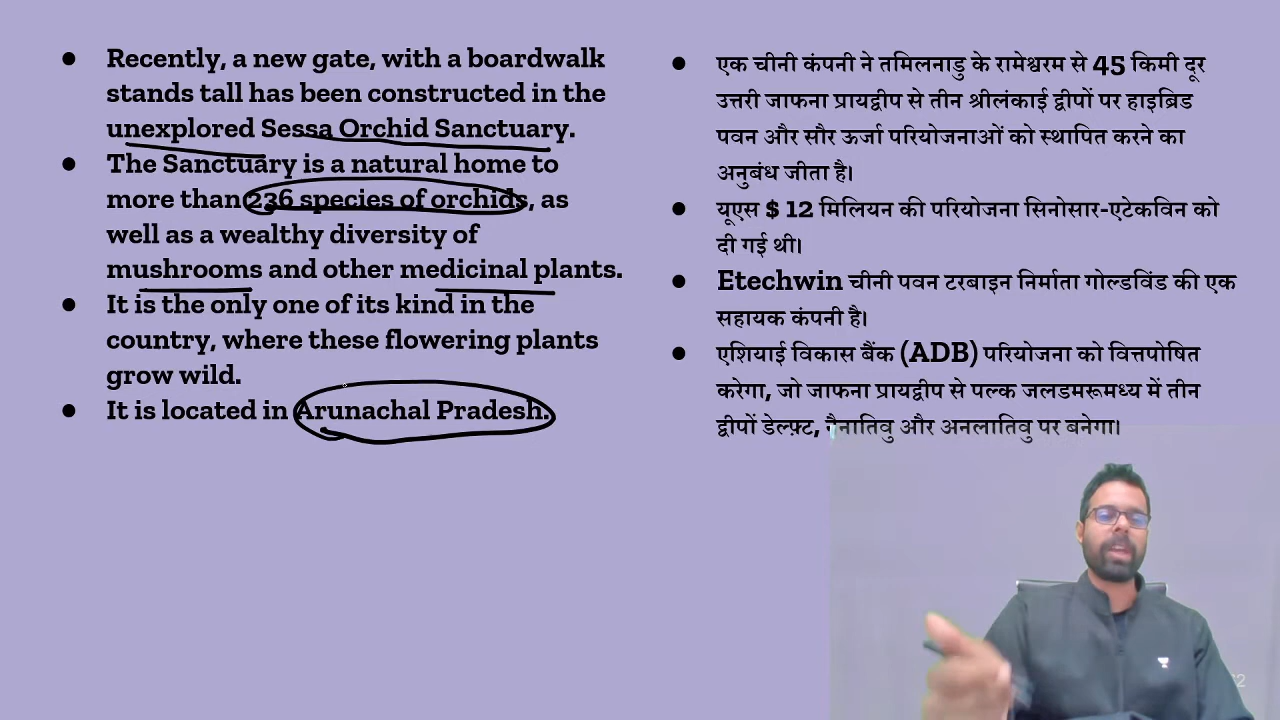 Recently, a new gate, with a boardwalk
stands tall has been constructed in the
unexplored Sessa Orchid Sanctuary.
The Sanctuary is a natural home to
more than 236 species of orchids, as
well as a wealthy diversity of
mushrooms and other medicinal plants.
It is the only one of its kind in the
country, where these flowering plants
grow wild.
It is located in Arunachal Pradesh.
एक चीनी कंपनी ने तमिलनाडु के रामेश्वरम से 45 किमी दूर
उत्तरी जाफना प्रायद्वीप से तीन श्रीलंकाई द्वीपों पर हाइब्रिड
पवन और सौर ऊर्जा परियोजनाओं को स्थापित करने का
अनुबंध जीता है।
यूएस $ 12 मिलियन की परियोजना सिनोसार-एटेकविन को
दी गई थी।
Etechwin चीनी पवन टरबाइन निर्माता गोल्डविंड की एक
सहायक कंपनी है।
एशियाई विकास बैंक (ADB) परियोजना को वित्तपोषित
करेगा, जो जाफना प्रायद्वीप से पल्क जलडमरूमध्य में तीन
द्वीपों डेल्फ़्ट, नैनातिवु और अनलातिवु पर बनेगा।